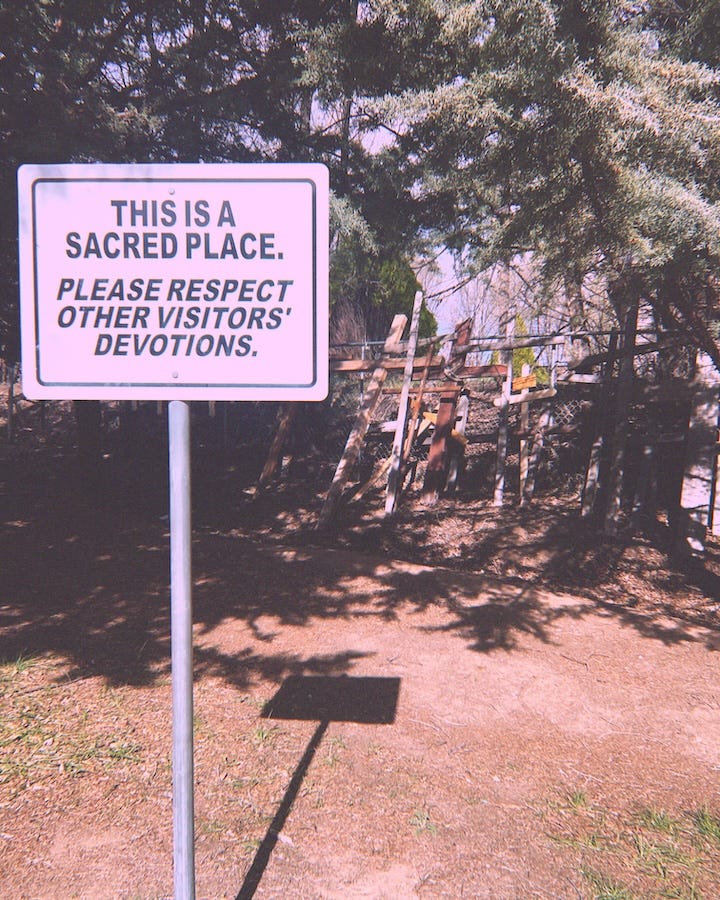 THIS IS A
SACRED PLACE.
PLEASE RESPECT
OTHER VISITORS'
DEVOTIONS.